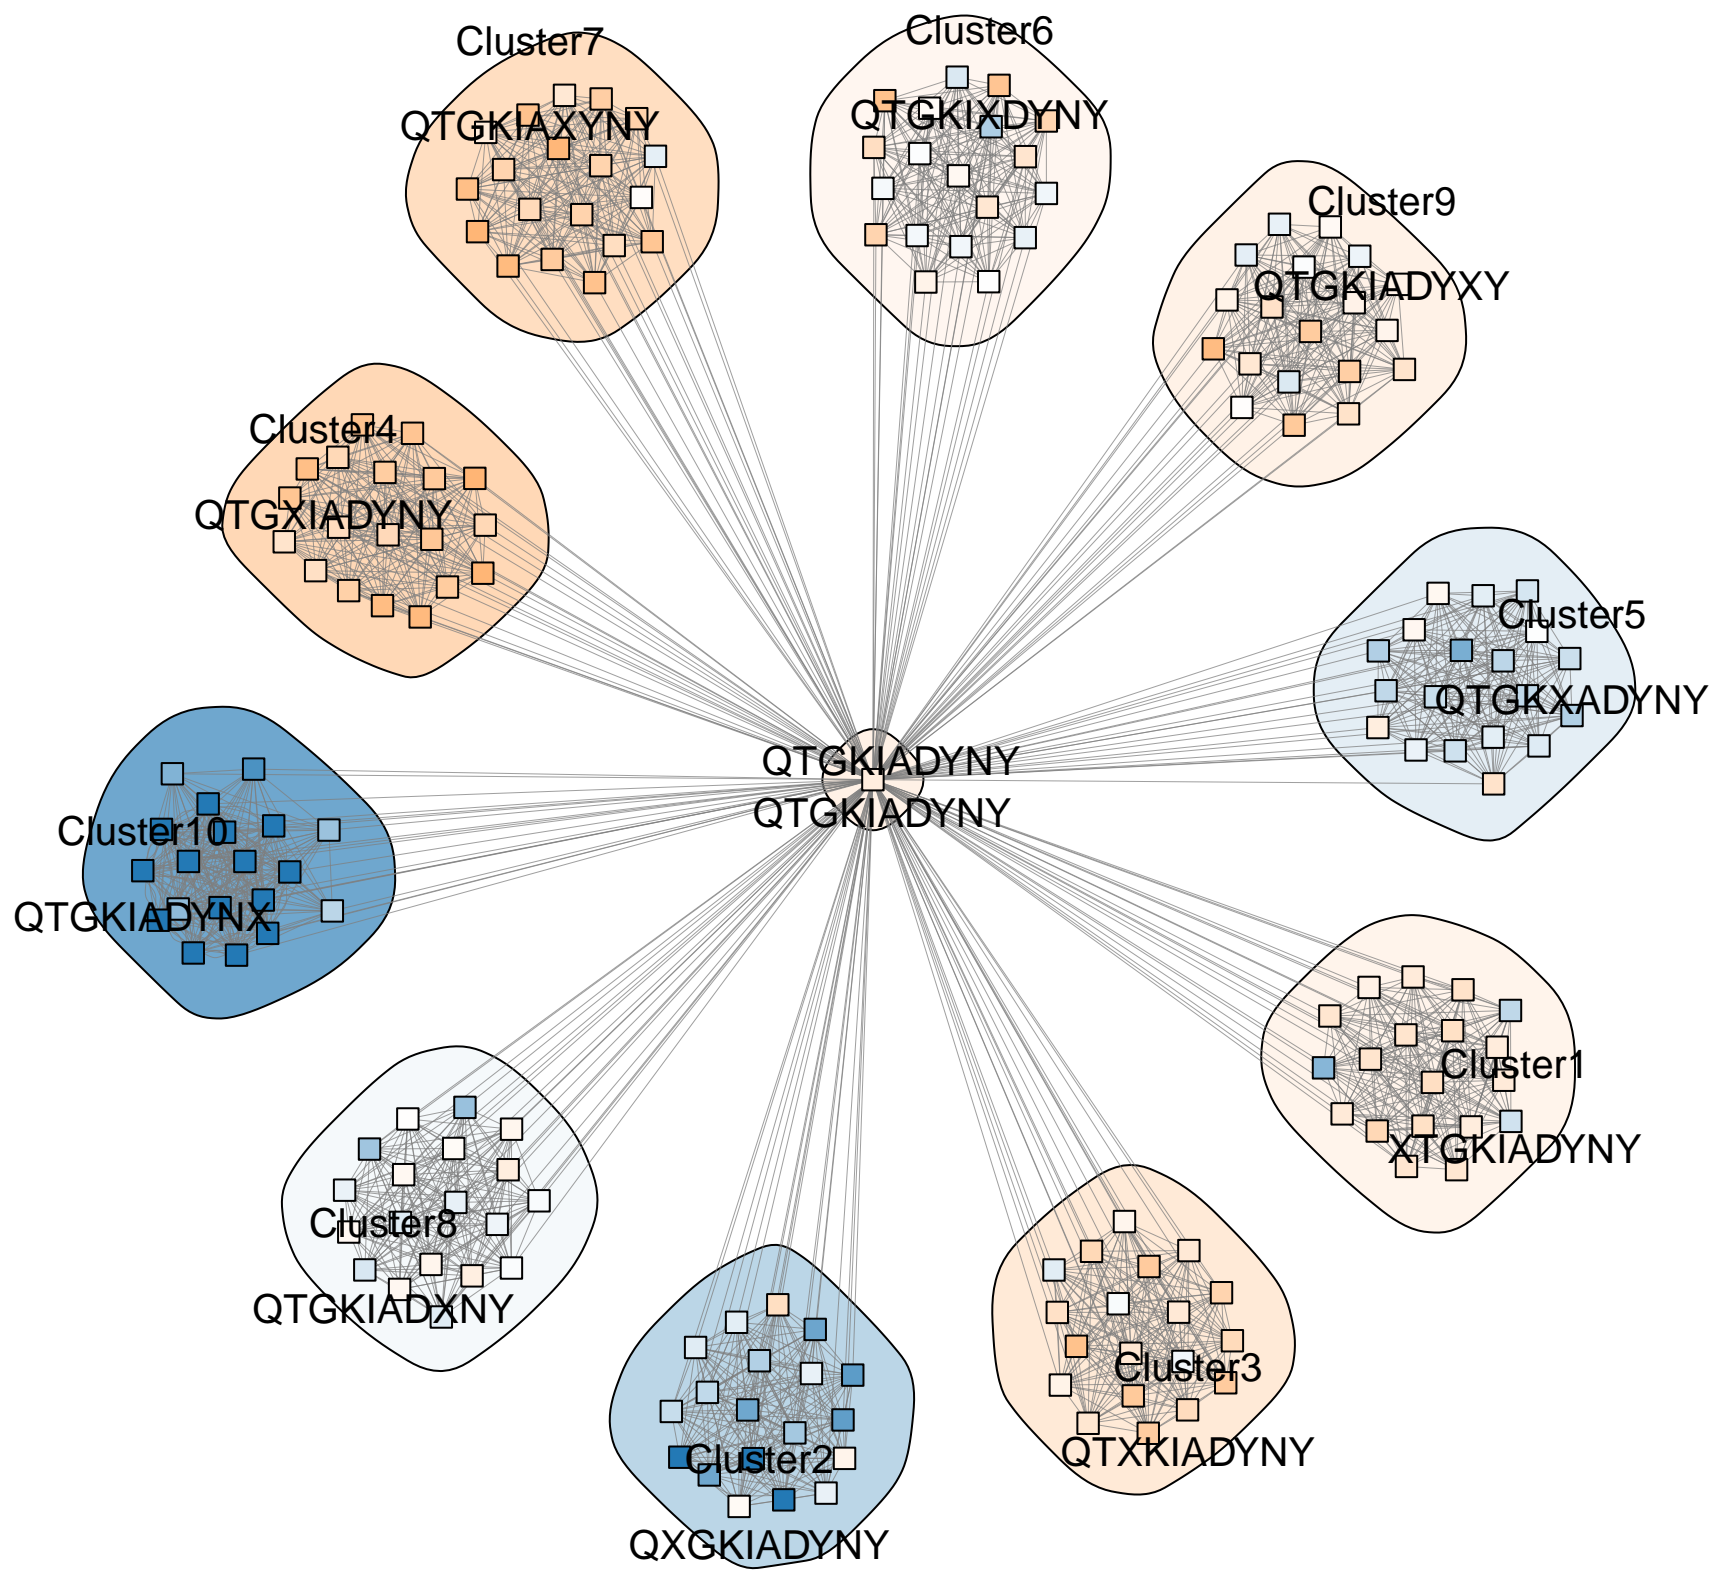 Cluster7
QTGKIAXYNY
Cluster6
QTGKIXDYNY
Cluster9
QTGKIADYXY
Cluster4
QTGXIADYNY
Cluster5
QTGKXADYNY
QTGKIADYNY
QTGKIADYNY
Cluster10
QTGKIADYNX
Cluster1
XTGKIADYNY
Cluster8
QTGKIADXNY
Cluster3
QTXKIADYNY
Cluster2
QXGKIADYNY